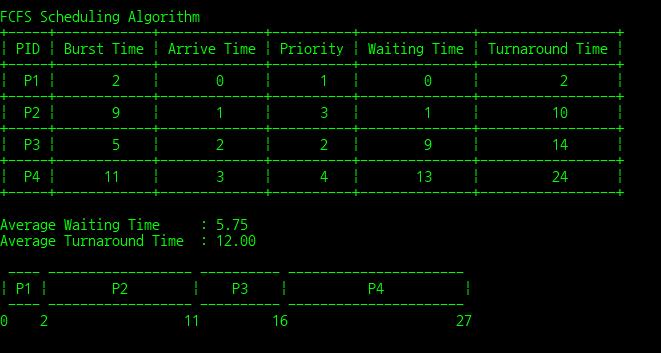 FCFS Scheduling Algorithm
| PID | Burst Time | Arrive Time | Priority | Waiting Time | Turnaround Time |
| P1 | 2 | 0 | 1 | 0 | 2 |
| P2 | 9 | 1 | 3 | 1 | 10 |
| P3 | 5 | 2 | 2 | 9 | 14 |
| P4 | 11 | 3 | 4 | 13 | 24 |
Average Waiting Time : 5.75
Average Turnaround Time : 12.00
| P1 | P2 | P3 | P4 |
0 2 11 16 27